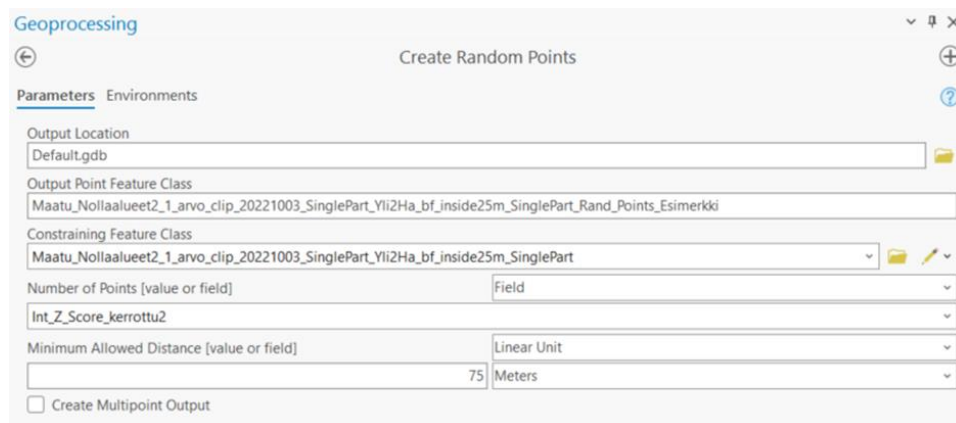 Geoprocessing
Create Random Points
Parameters Environments
Output Location
Default.gdb
Output Point Feature Class
Maatu_Nollaalueet2_1_arvo_clip_20221003_SinglePart_Yli2Ha_bf_inside25m_SinglePart_Rand_Points_Esimerkki
Constraining Feature Class
Maatu_Nollaalueet2_1_arvo_clip_20221003_SinglePart_Yli2Ha_bf_inside25m_SinglePart
Number of Points [value or field] Field
Int_Z_Score_kerrottu2
Minimum Allowed Distance [value or field] Linear Unit
75 Meters
Create Multipoint Output